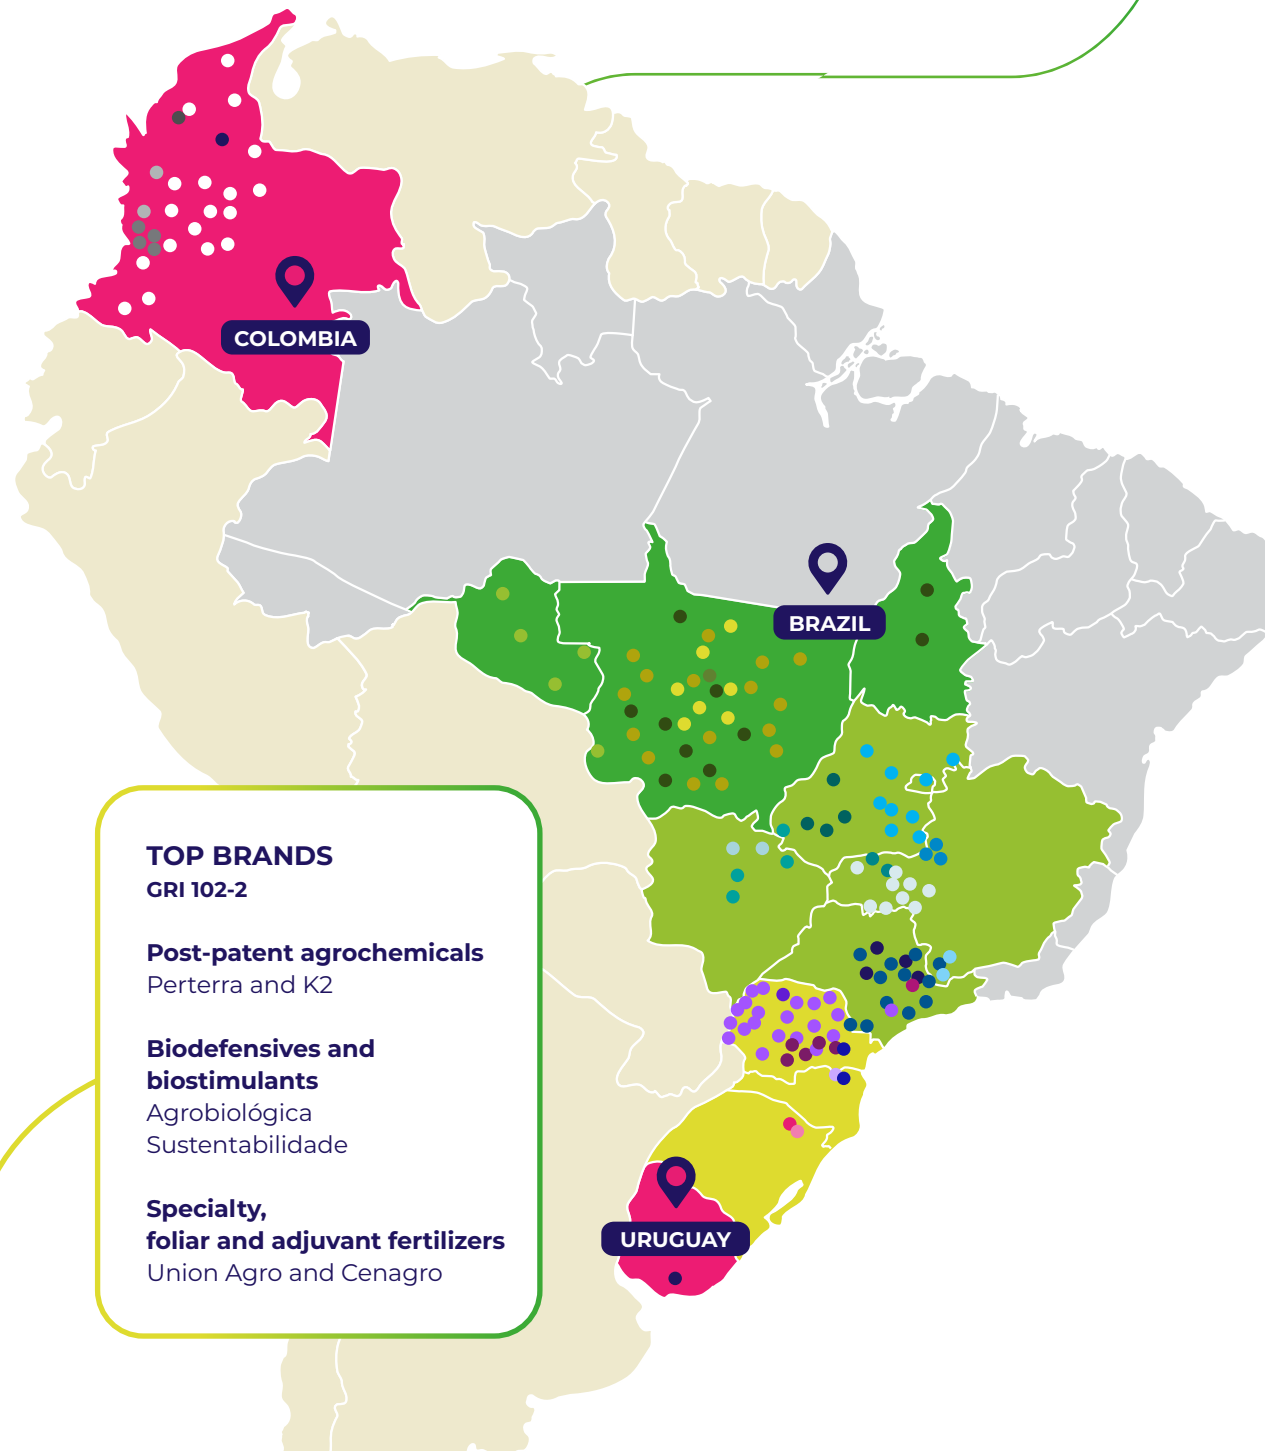 COLOMBIA
BRAZIL
TOP BRANDS
GRI 102-2
Post-patent agrochemicals
Perterra and K2
Biodefensives and
biostimulants
Agrobiológica
Sustentabilidade
Specialty,
foliar and adjuvant fertilizers
Union Agro and Cenagro
URUGUAY